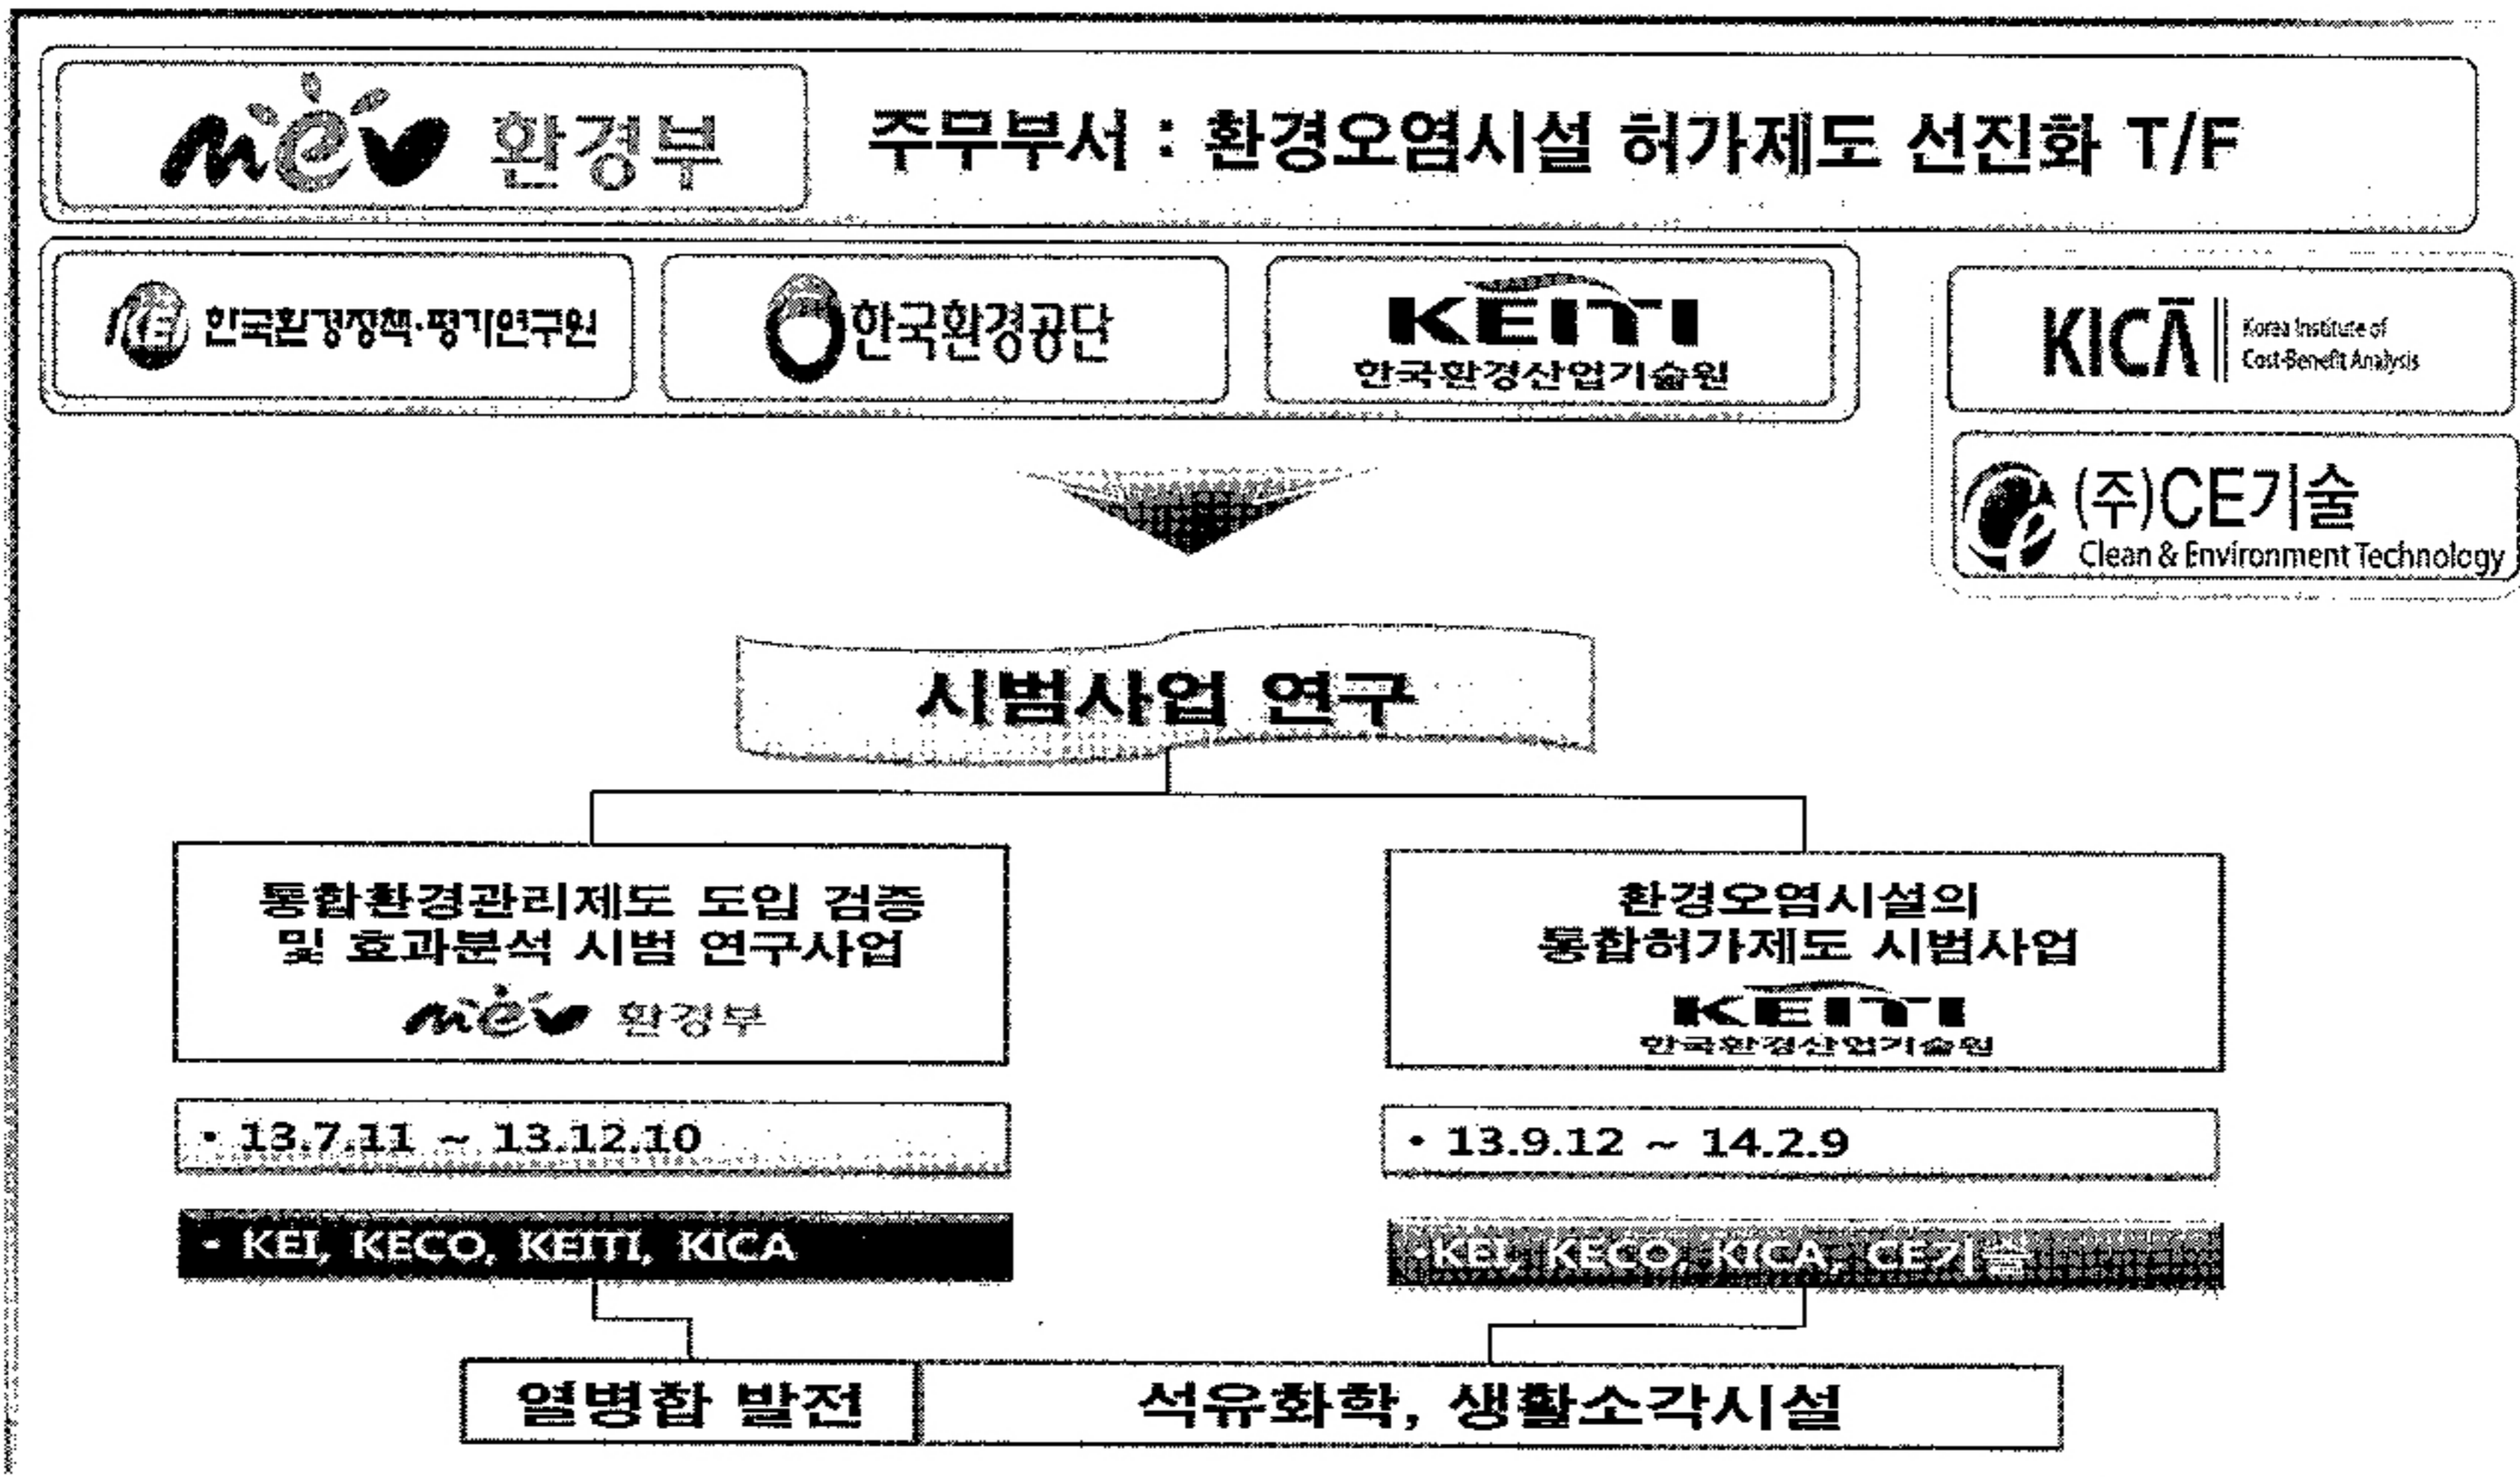 mev 환경부
주무부서 : 환경오염시설 허가제도 선진화 T/F
KEI 한국환경정책·평가연구원
한국환경공단
KEITI
한국환경산업기술원
KICA
Korea Institute of
Cost-Benefit Analysis
(주)CE기술
Clean & Environment Technology
시범사업 연구
통합환경관리제도 도입 검증
및 효과분석 시범 연구사업
mev 환경부
• 13.7.11 ~ 13.12.10
• KEI, KECO, KEITI, KICA
환경오염시설의
통합허가제도 시범사업
KEITI
한국환경산업기술원
• 13.9.12 ~ 14.2.9
•KEI, KECO, KICA, CE기술
열병합 발전
석유화학, 생활소각시설